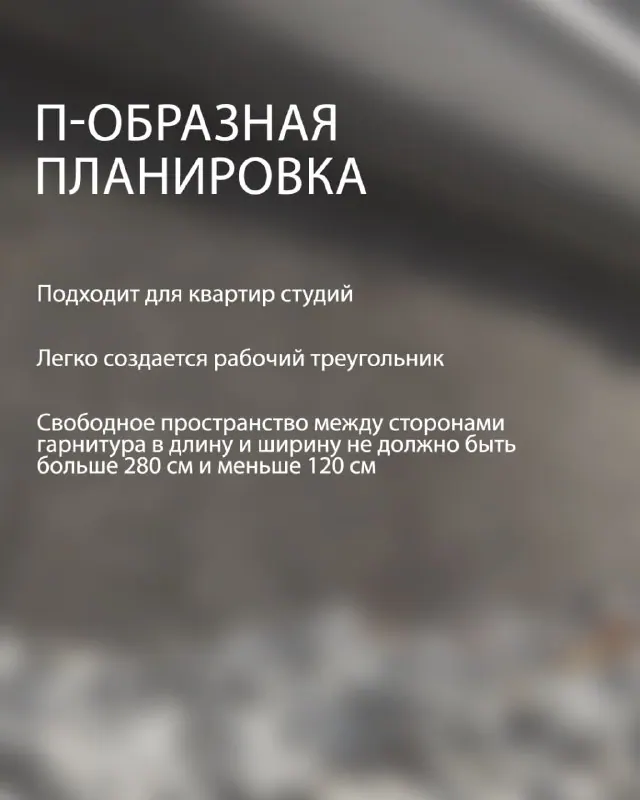 П-ОБРАЗНАЯ
ПЛАНИРОВКА
Подходит для квартир студий
Легко создается рабочий треугольник
Свободное пространство между сторонами
гарнитура в длину и ширину не должно быть
больше 280 см и меньше 120 см